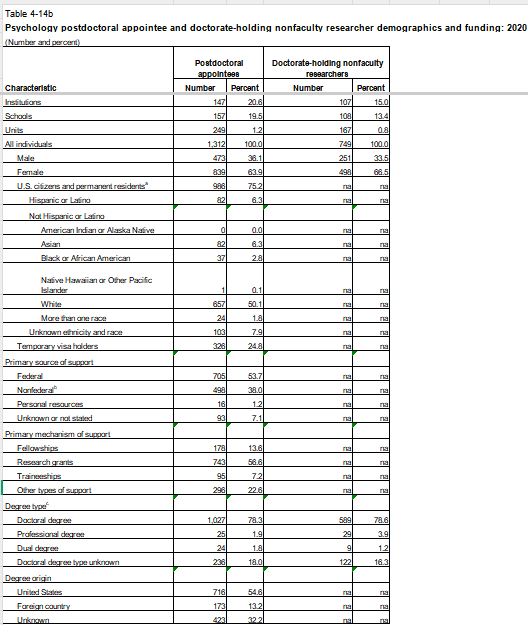 Table 4-14b
Psychology postdoctoral appointee and doctorate-holding nonfaculty researcher demographics and funding: 2020
(Number and percent)
Postdoctoral appointees Doctorate-holding nonfaculty researchers
Characteristic Number Percent Number Percent
Institutions 147 20.6 107 15.0
Schools 157 19.5 108 13.4
Units 249 1.2 167 0.8
All individuals 1,312 100.0 749 100.0
Male 473 36.1 251 33.5
Female 839 63.9 498 66.5
U.S. citizens and permanent residentsa 986 75.2 na na
Hispanic or Latino 82 6.3 na na
Not Hispanic or Latino
American Indian or Alaska Native 0 0.0 na na
Asian 82 6.3 na na
Black or African American 37 2.8 na na
Native Hawaiian or Other Pacific
Islander 1 0.1 na na
White 657 50.1 na na
More than one race 24 1.8 na na
Unknown ethnicity and race 103 7.9 na na
Temporary visa holders 326 24.8 na na
Primary source of support
Federal 705 53.7 na na
Nonfederalb 498 38.0 na na
Personal resources 16 1.2 na na
Unknown or not stated 93 7.1 na na
Primary mechanism of support
Fellowships 178 13.6 na na
Research grants 743 56.6 na na
Traineeships 95 7.2 na na
Other types of support 296 22.6 na na
Degree typec
Doctoral degree 1,027 78.3 589 78.6
Professional degree 25 1.9 29 3.9
Dual degree 24 1.8 9 1.2
Doctoral degree type unknown 236 18.0 122 16.3
Degree origin
United States 716 54.6 na na
Foreign country 173 13.2 na na
Unknown 423 32.2 na na